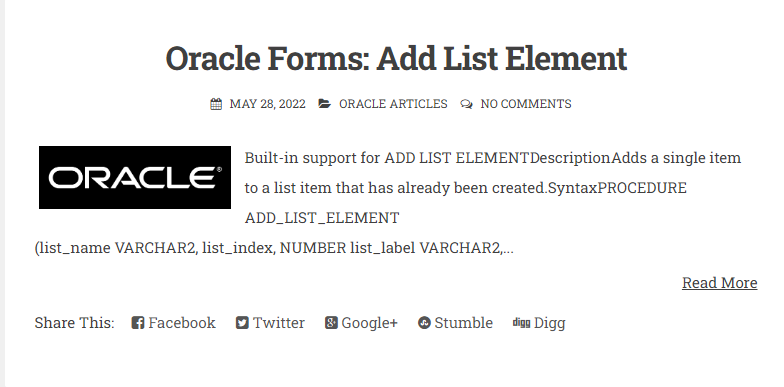 Oracle Forms: Add List Element
MAY 28, 2022 ORACLE ARTICLES NO COMMENTS
ORACLE®
Built-in support for ADD LIST ELEMENTDescriptionAdds a single item
to a list item that has already been created.SyntaxPROCEDURE
ADD_LIST_ELEMENT
(list_name VARCHAR2, list_index, NUMBER list_label VARCHAR2,...
Read More
Share This: Facebook Twitter Google+ Stumble digg Digg